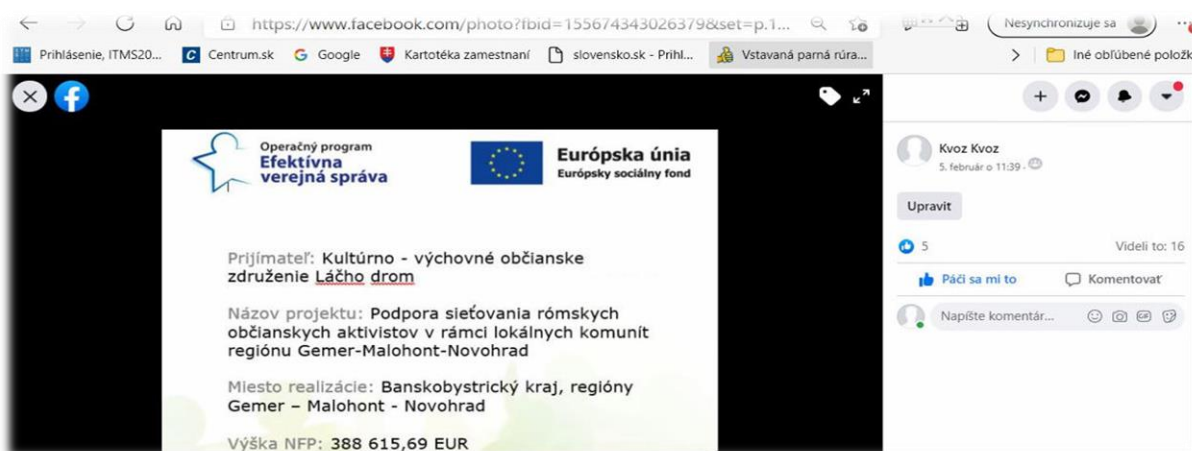 https://www.facebook.com/photo?fbid=1556743430263798&set=p.1...
Nesynchronizuje sa
Prihlásenie, ITMS20...
Centrum.sk
Google
Kartotéka zamestnaní
slovensko.sk - Prihl...
Vstavaná parná rúra...
Iné obľúbené položk
Operačný program
Efektívna
verejná správa
Európska únia
Európsky sociálny fond
Prijímateľ: Kultúrno - výchovné občianske
združenie Láčho drom
Názov projektu: Podpora sieťovania rómskych
občianskych aktivistov v rámci lokálnych komunít
regiónu Gemer-Malohont-Novohrad
Miesto realizácie: Banskobystrický kraj, regióny
Gemer – Malohont - Novohrad
Výška NFP: 388 615,69 EUR
Kvoz Kvoz
5. február o 11:39 ·
Upraviť
5
Videli to: 16
Páči sa mi to
Komentovať
Napíšte komentár...